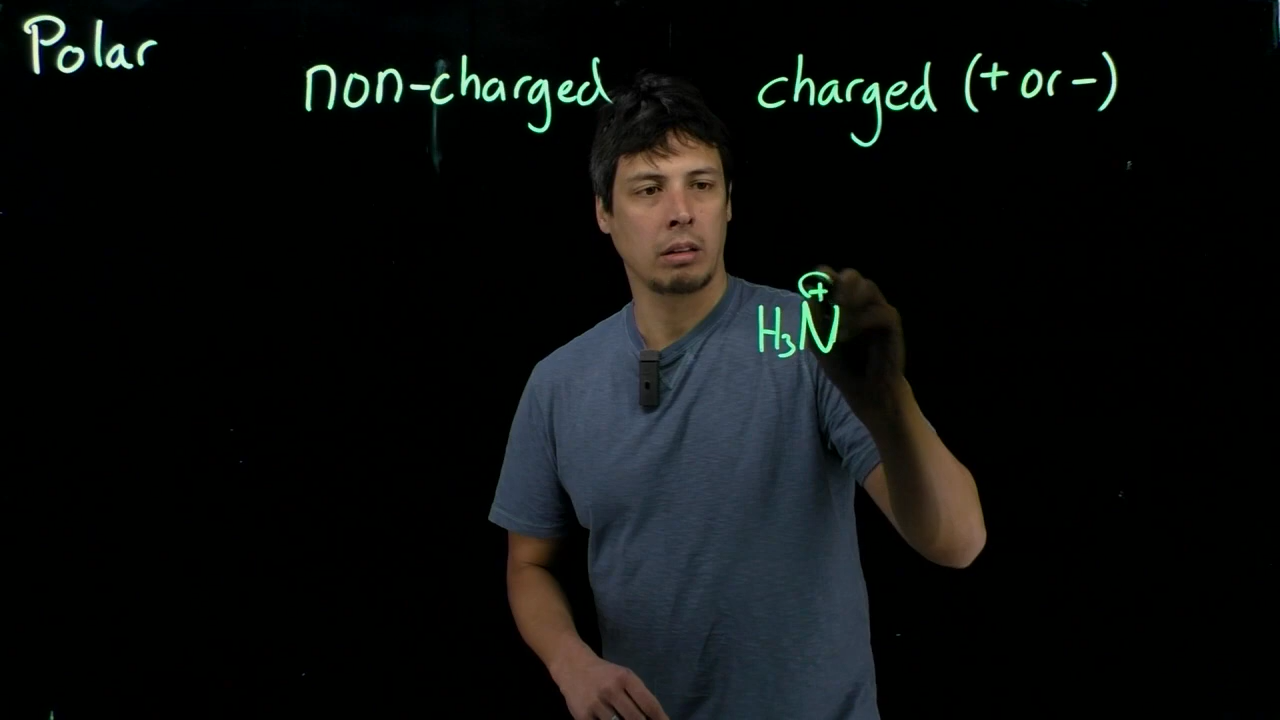 Polar
non-charged charged (+ or -)
H₃N⊕